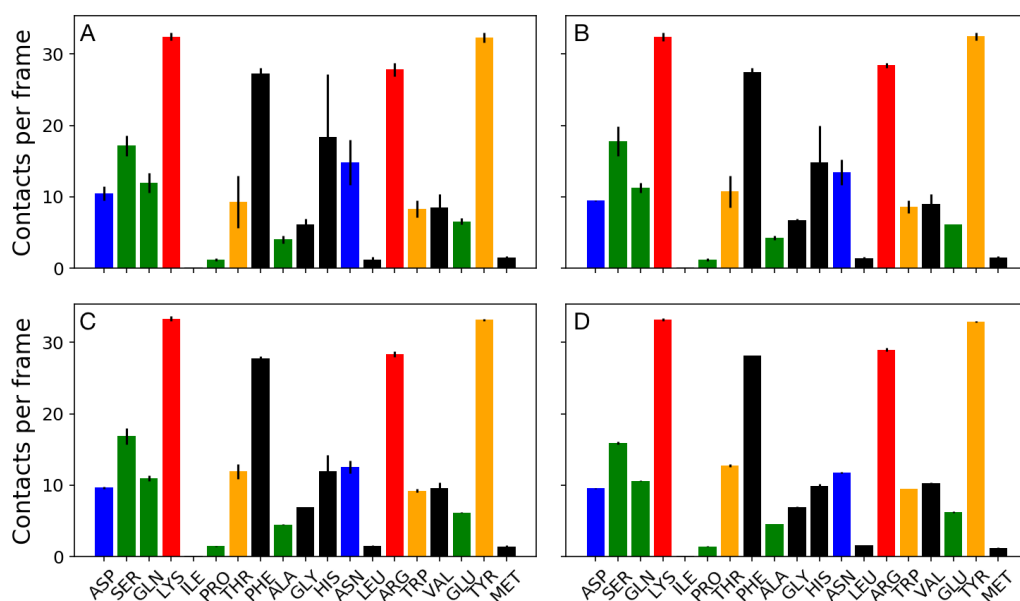 A
B
Contacts per frame
30
20
10
0
C
D
Contacts per frame
30
20
10
0
ASP SER GLN LYS ILE PRO THR PHE ALA GLY HIS ASN LEU ARG TRP VAL GLU TYR MET
ASP SER GLN LYS ILE PRO THR PHE ALA GLY HIS ASN LEU ARG TRP VAL GLU TYR MET